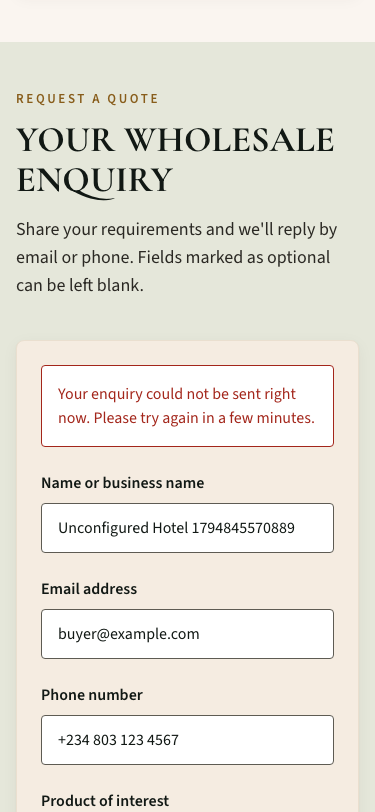 REQUEST A QUOTE
YOUR WHOLESALE
ENQUIRY
Share your requirements and we'll reply by
email or phone. Fields marked as optional
can be left blank.
Your enquiry could not be sent right
now. Please try again in a few minutes.
Name or business name
Unconfigured Hotel 1794845570889
Email address
buyer@example.com
Phone number
+234 803 123 4567
Product of interest